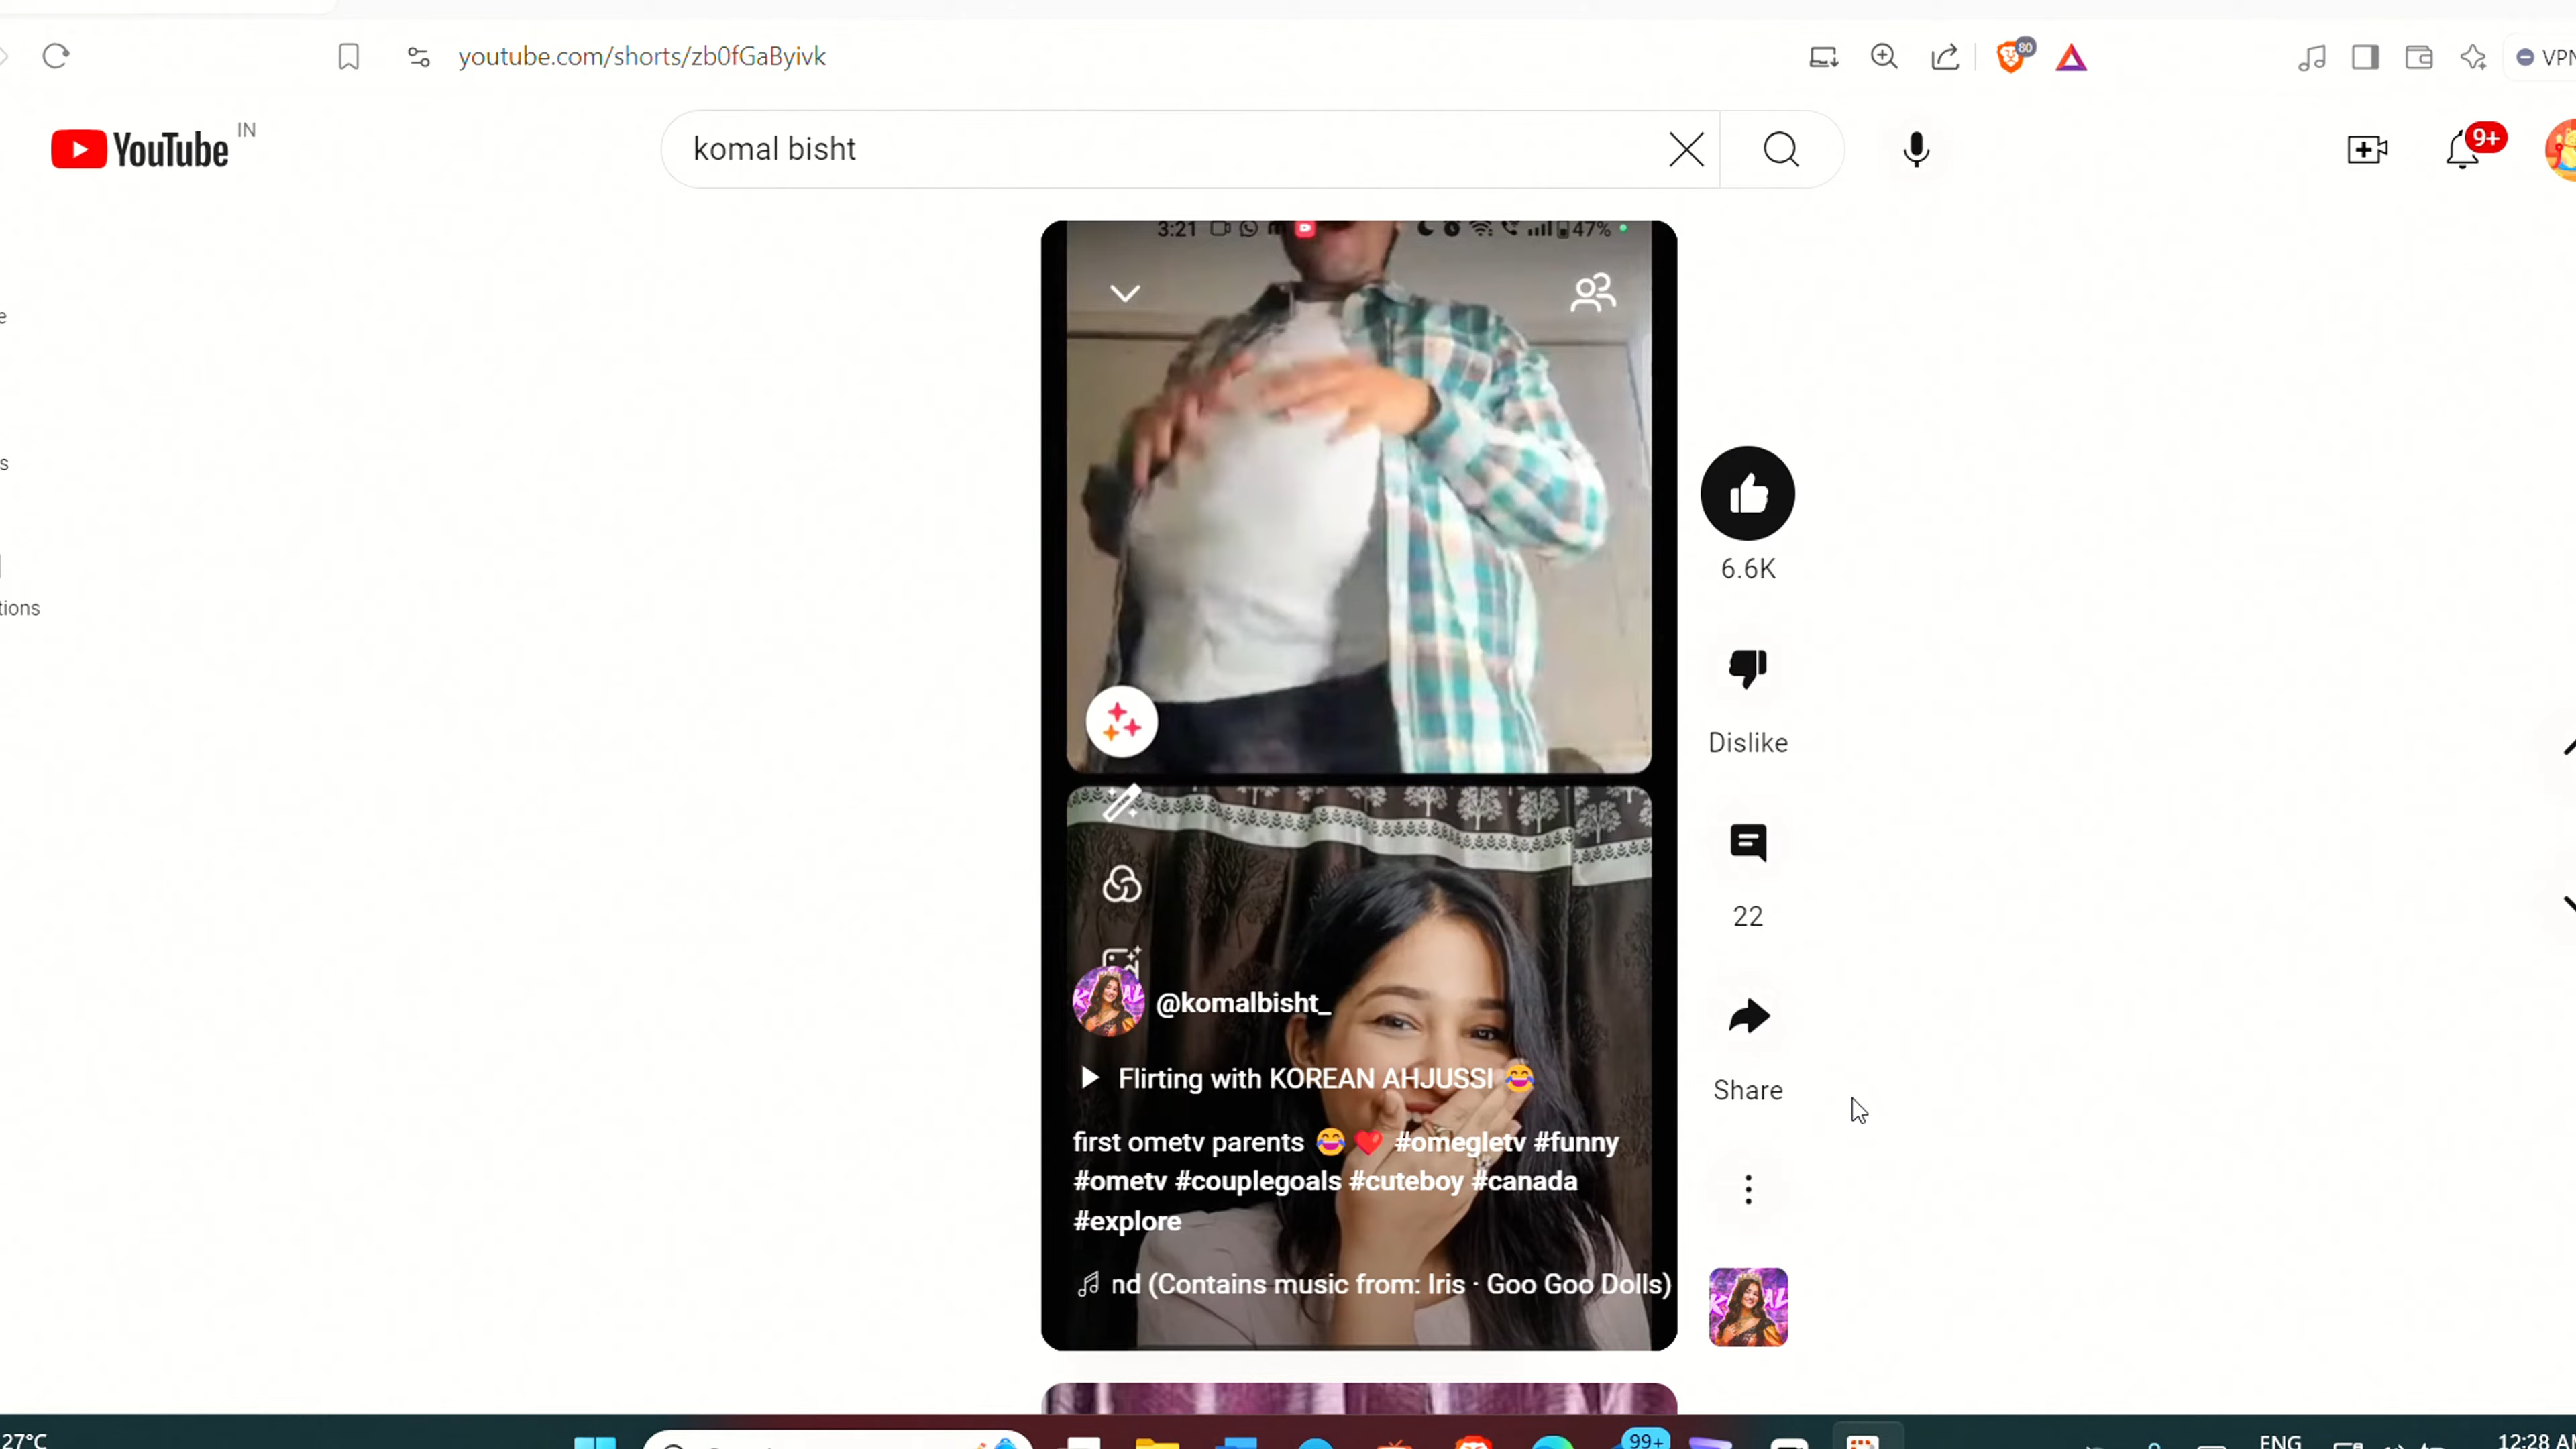 youtube.com/shorts/zb0fGaByivk
80
VPN
YouTube IN
komal bisht
9+
3:21
47%
6.6K
tions
Dislike
22
@komalbisht_
Flirting with KOREAN AHJUSSI 😂
Share
first ometv parents 😂 ❤️ #omegletv #funny
#ometv #couplegoals #cuteboy #canada
#explore
nd (Contains music from: Iris · Goo Goo Dolls)
27°C
99+
ENG
12:28 AM